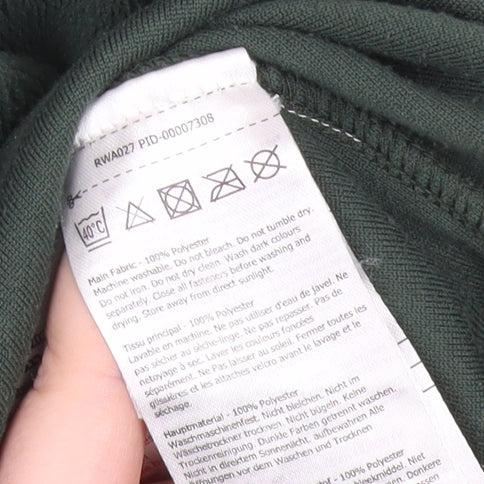 RWA027 PID-00007308
40°C
Main Fabric - 100% Polyester
Machine washable. Do not bleach. Do not tumble dry.
Do not iron. Do not dry clean. Wash dark colours
separately. Close all fasteners before washing and
drying. Store away from direct sunlight.
Tissu principal - 100% Polyester
Lavable en machine. Ne pas utiliser d'eau de javel. Ne
pas sécher au sèche-linge. Ne pas repasser. Pas de
nettoyage à sec. Laver les couleurs foncées
séparément. Ne pas laisser au soleil. Fermer toutes les
glissières et les attaches velcro avant le lavage et le
séchage.
Hauptmaterial - 100% Polyester
Waschmaschinenfest. Nicht bleichen. Nicht im
Wäschetrockner trocknen. Nicht bügeln. Keine
Trockenreinigung. Dunkle Farben getrennt waschen.
Nicht in direktem Sonnenlicht. aufbewahren Alle
Verschlüsse vor dem Waschen und Trocknen
100% Polyester
bleekmiddel. Niet
Donkere